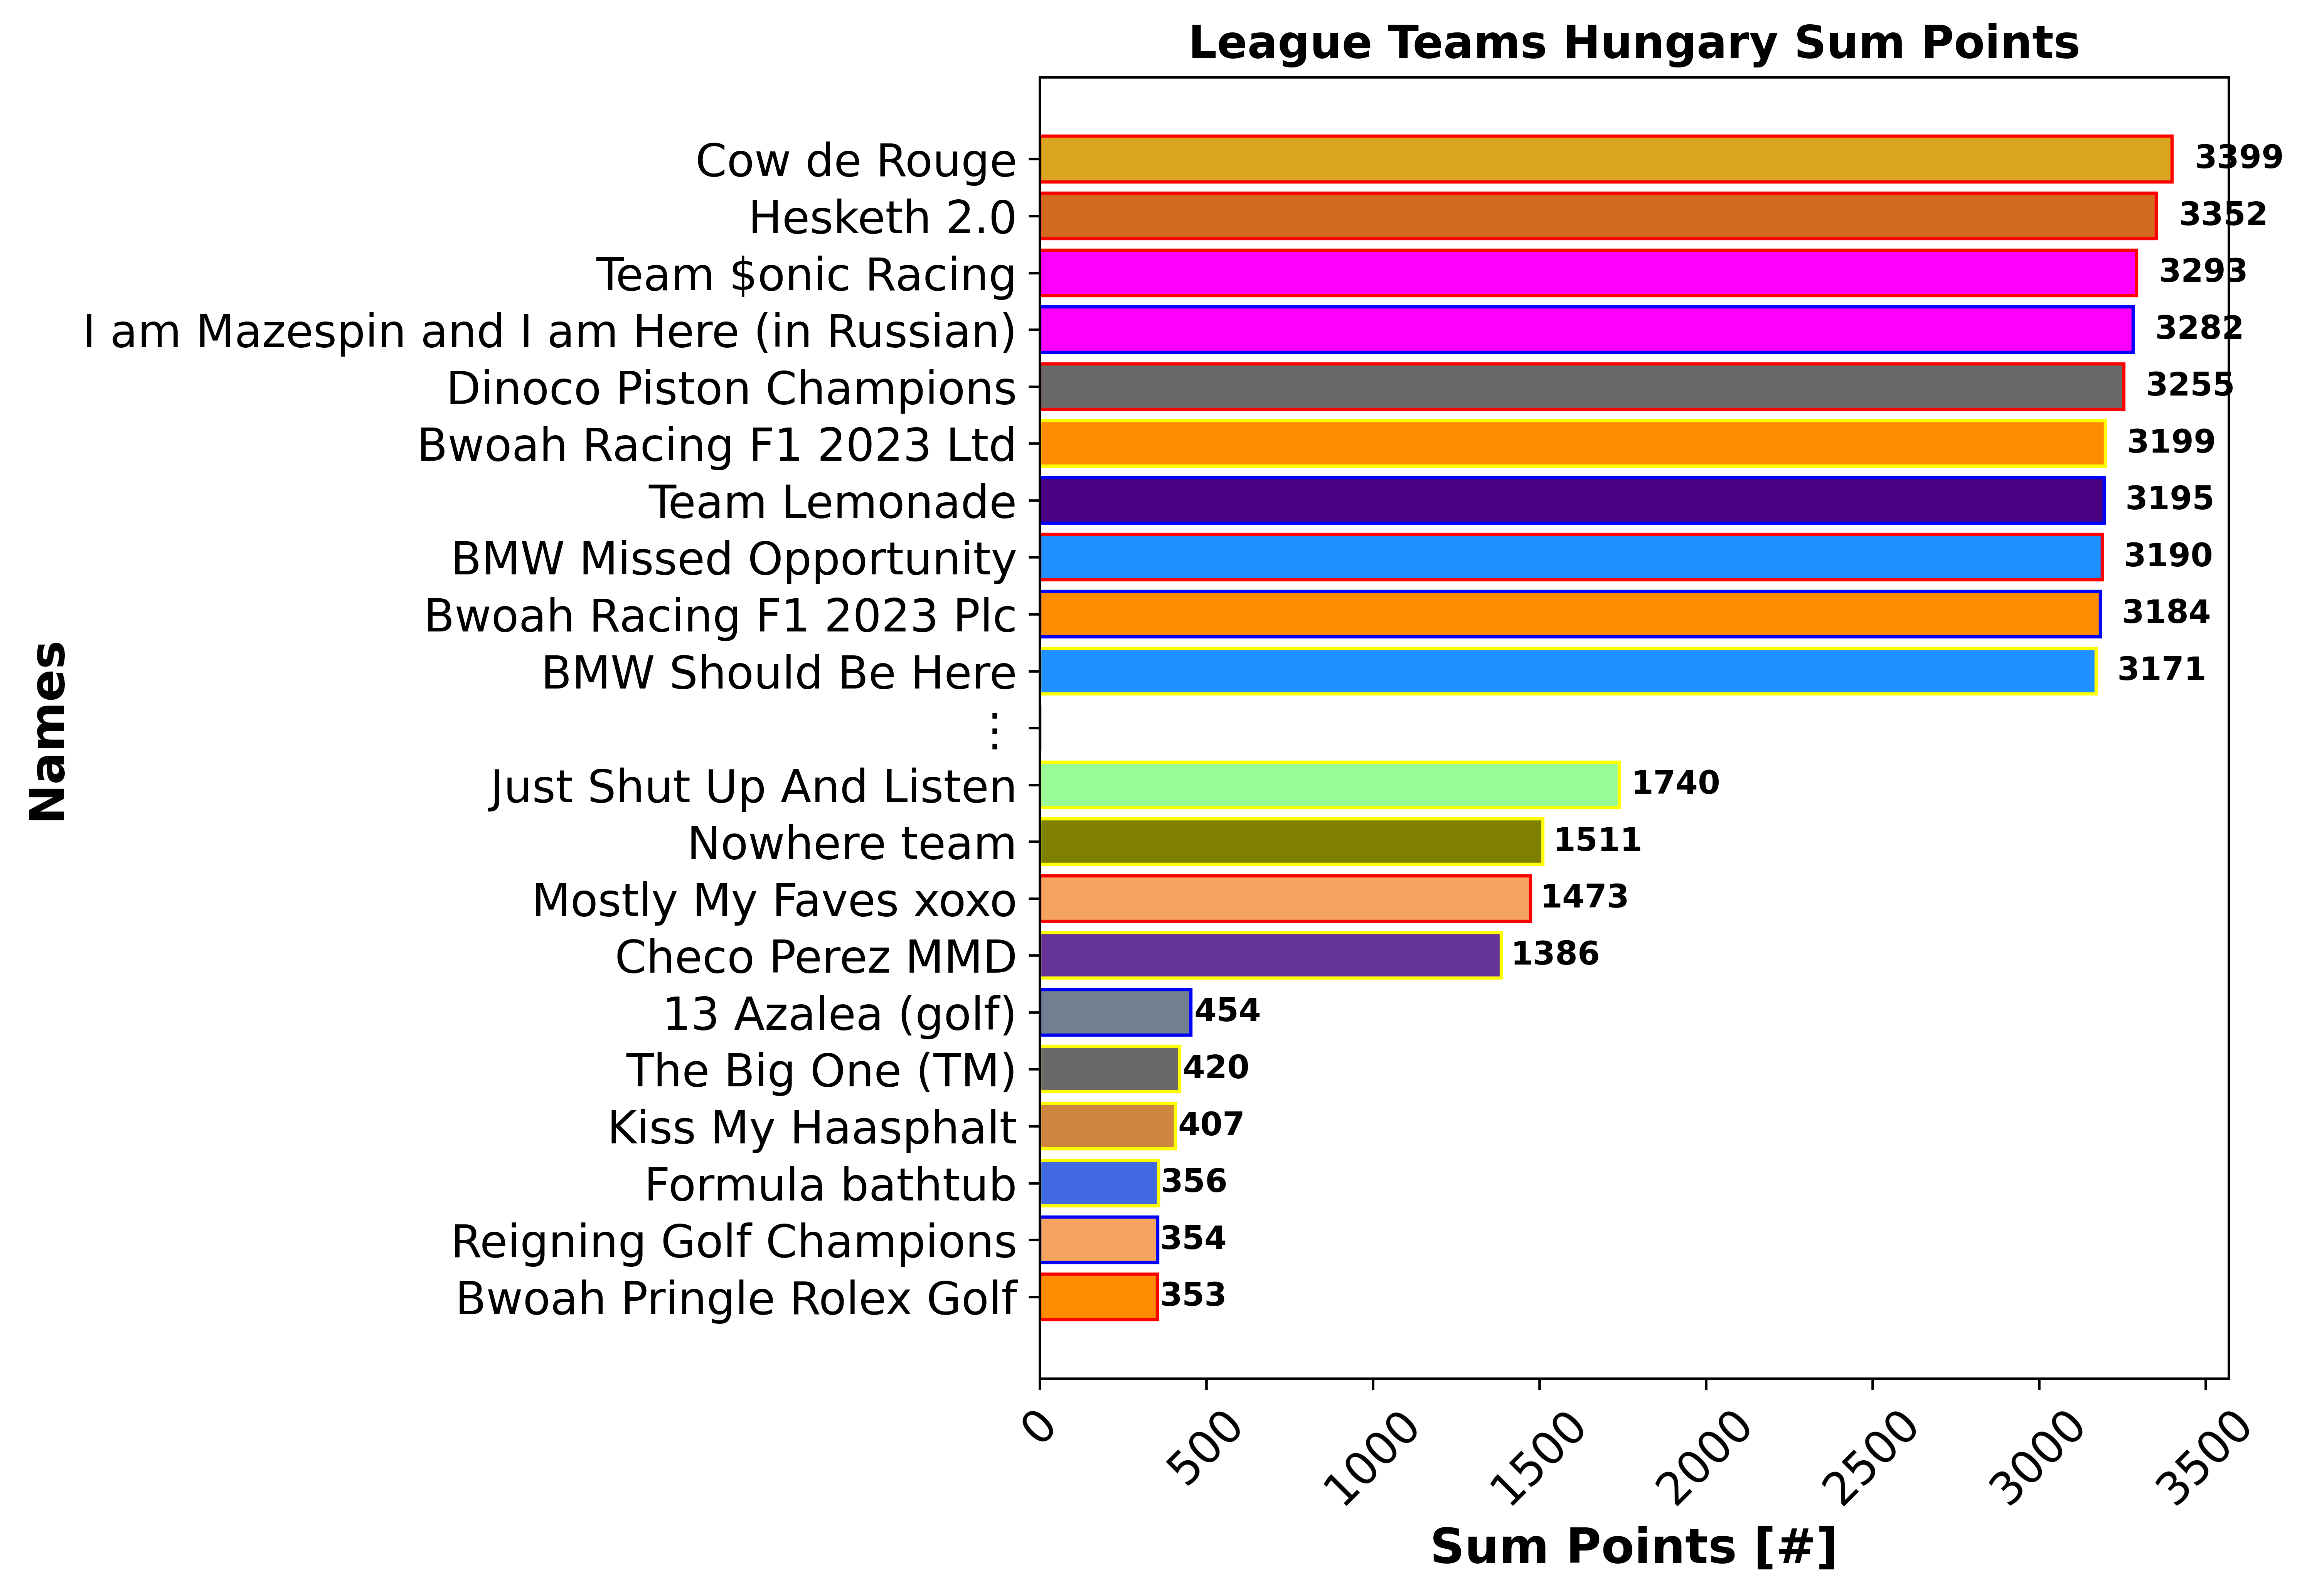 League Teams Hungary Sum Points
Cow de Rouge 3399
Hesketh 2.0 3352
Team $onic Racing 3293
I am Mazespin and I am Here (in Russian) 3282
Dinoco Piston Champions 3255
Bwoah Racing F1 2023 Ltd 3199
Team Lemonade 3195
BMW Missed Opportunity 3190
Bwoah Racing F1 2023 Plc 3184
BMW Should Be Here 3171
⋮
Just Shut Up And Listen 1740
Nowhere team 1511
Mostly My Faves xoxo 1473
Checo Perez MMD 1386
13 Azalea (golf) 454
The Big One (TM) 420
Kiss My Haasphalt 407
Formula bathtub 356
Reigning Golf Champions 354
Bwoah Pringle Rolex Golf 353
Names
0 500 1000 1500 2000 2500 3000 3500
Sum Points [#]